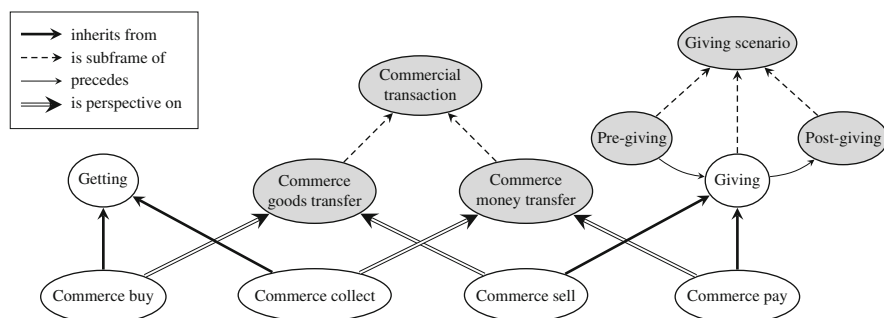 inherits from
is subframe of
precedes
is perspective on
Giving scenario
Commercial
transaction
Pre-giving
Post-giving
Getting
Commerce
goods transfer
Commerce
money transfer
Giving
Commerce buy
Commerce collect
Commerce sell
Commerce pay